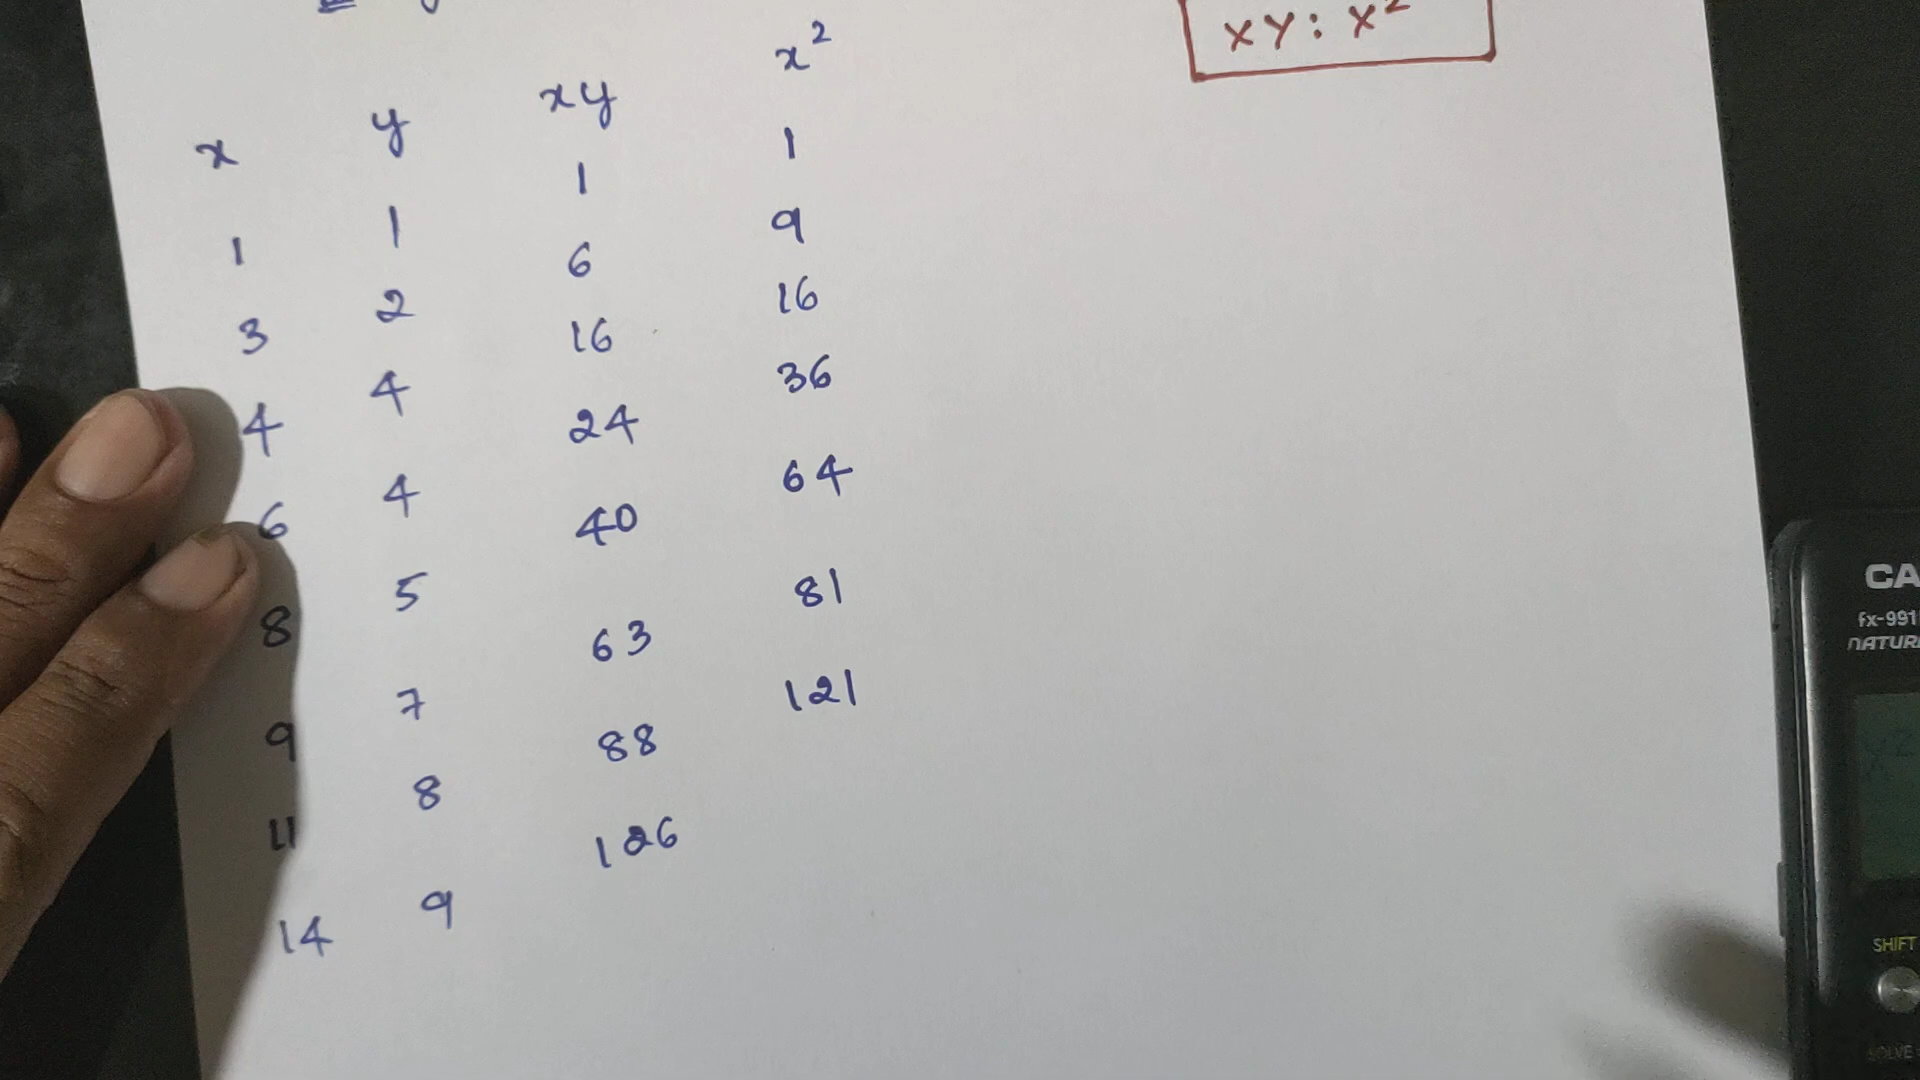 XY: X²
x y xy x²
1 1 1 1
3 2 6 9
4 4 16 16
6 4 24 36
8 5 40 64
9 7 63 81
11 8 88 121
14 9 126
CA
fx-991
NATUR
X²
SHIFT
SOLVE